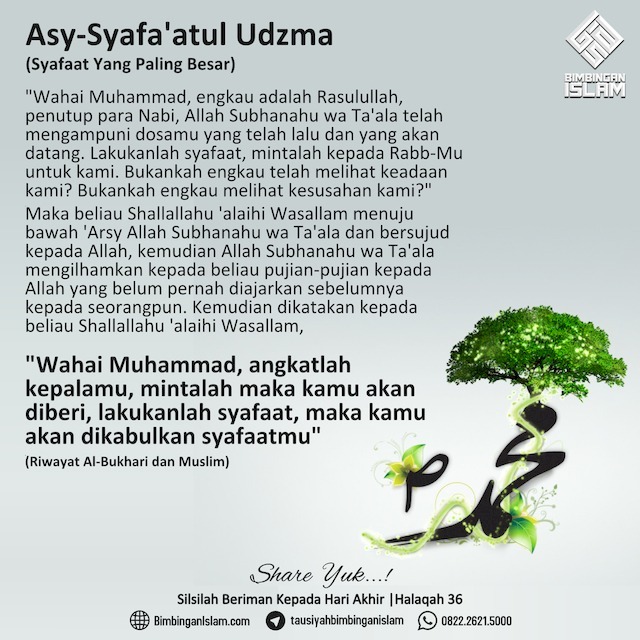 Asy-Syafa'atul Udzma
(Syafaat Yang Paling Besar)
BIMBINGAN
ISLAM
"Wahai Muhammad, engkau adalah Rasulullah,
penutup para Nabi, Allah Subhanahu wa Ta'ala telah
mengampuni dosamu yang telah lalu dan yang akan
datang. Lakukanlah syafaat, mintalah kepada Rabb-Mu
untuk kami. Bukankah engkau telah melihat keadaan
kami? Bukankah engkau melihat kesusahan kami?"
Maka beliau Shallallahu 'alaihi Wasallam menuju
bawah 'Arsy Allah Subhanahu wa Ta'ala dan bersujud
kepada Allah, kemudian Allah Subhanahu wa Ta'ala
mengilhamkan kepada beliau pujian-pujian kepada
Allah yang belum pernah diajarkan sebelumnya
kepada seorangpun. Kemudian dikatakan kepada
beliau Shallallahu 'alaihi Wasallam,
"Wahai Muhammad, angkatlah
kepalamu, mintalah maka kamu akan
diberi, lakukanlah syafaat, maka kamu
akan dikabulkan syafaatmu"
(Riwayat Al-Bukhari dan Muslim)
محمد
Share Yuk...!
Silsilah Beriman Kepada Hari Akhir |Halaqah 36
BimbinganIslam.com tausiyahbimbinganislam 0822.2621.5000